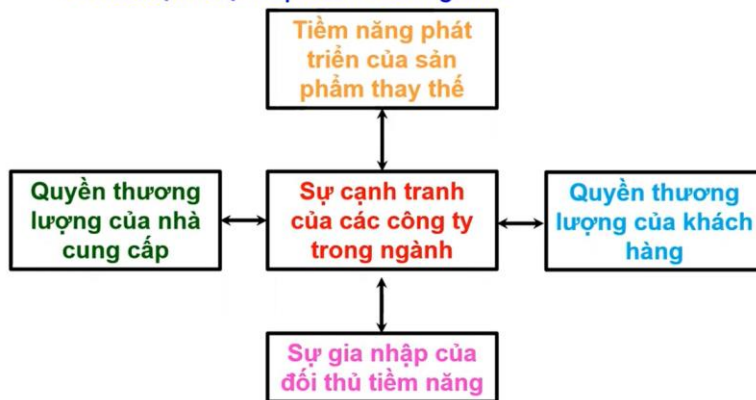 Tiềm năng phát
triển của sản
phẩm thay thế
Quyền thương
lượng của nhà
cung cấp
Sự cạnh tranh
của các công ty
trong ngành
Quyền thương
lượng của khách
hàng
Sự gia nhập của
đối thủ tiềm năng